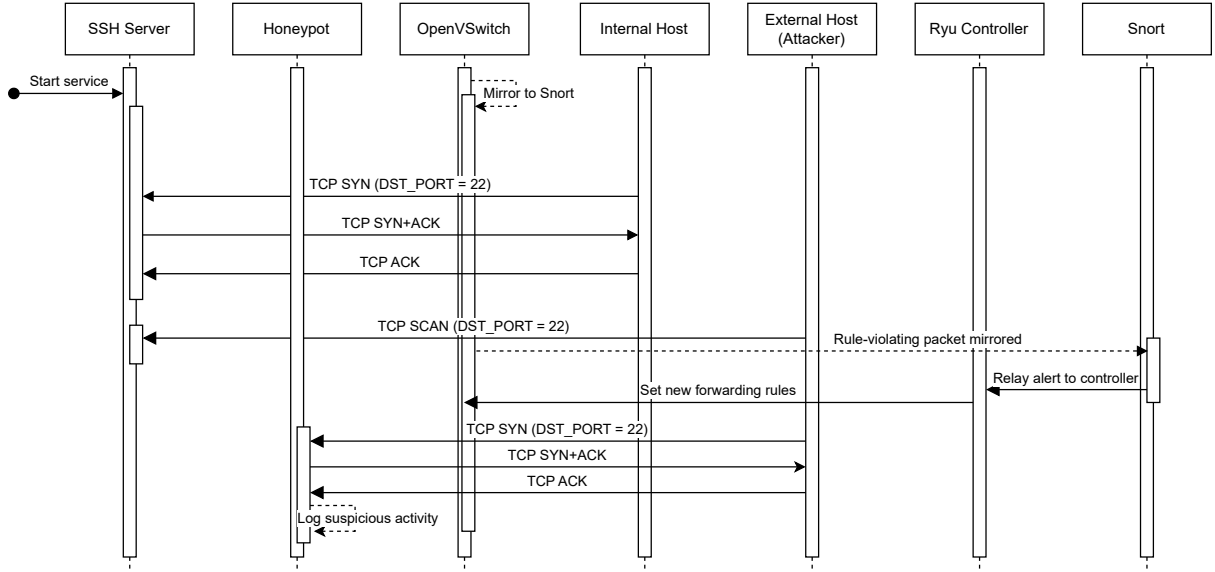 SSH Server
Honeypot
OpenVSwitch
Internal Host
External Host
(Attacker)
Ryu Controller
Snort
Start service
Mirror to Snort
TCP SYN (DST_PORT = 22)
TCP SYN+ACK
TCP ACK
TCP SCAN (DST_PORT = 22)
Rule-violating packet mirrored
Relay alert to controller
Set new forwarding rules
TCP SYN (DST_PORT = 22)
TCP SYN+ACK
TCP ACK
Log suspicious activity